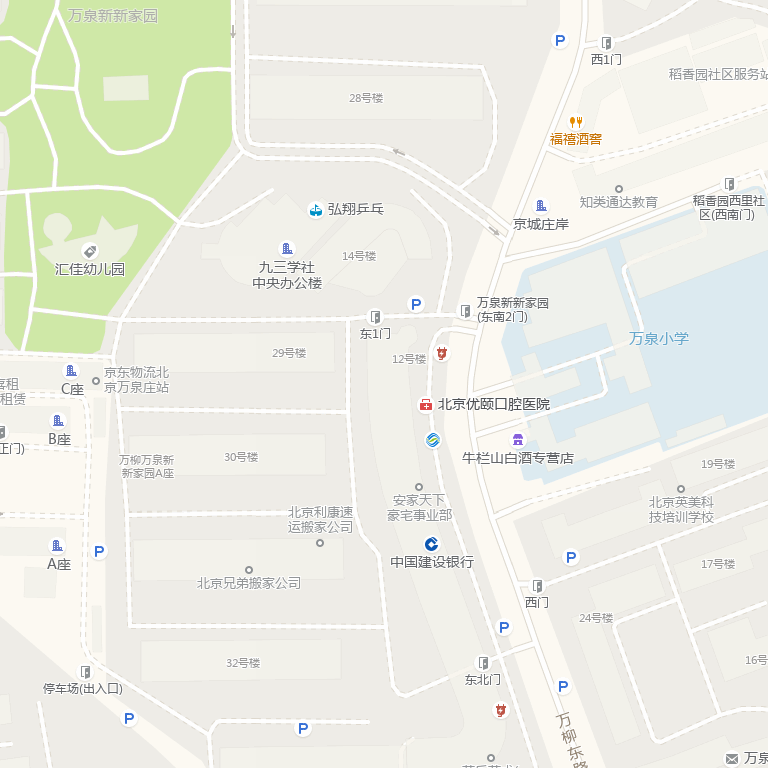 万泉新新家园
P
西1门
稻香园社区服务站
28号楼
福禧酒窖
知类通达教育
稻香园西里社
区(西南门)
弘翔乒乓
京城庄岸
汇佳幼儿园
九三学社
中央办公楼
14号楼
P
万泉新新家园
(东南2门)
东1门
万泉小学
29号楼
12号楼
京东物流北
京万泉庄站
C座
租赁
北京优颐口腔医院
B座
正门)
30号楼
万柳万泉新
新家园A座
牛栏山白酒专营店
19号楼
安家天下
豪宅事业部
北京英美科
技培训学校
北京利康速
运搬家公司
P
A座
中国建设银行
P
17号楼
北京兄弟搬家公司
西门
24号楼
P
32号楼
16号
停车场(出入口)
东北门
P
P
P
万柳东路
万泉